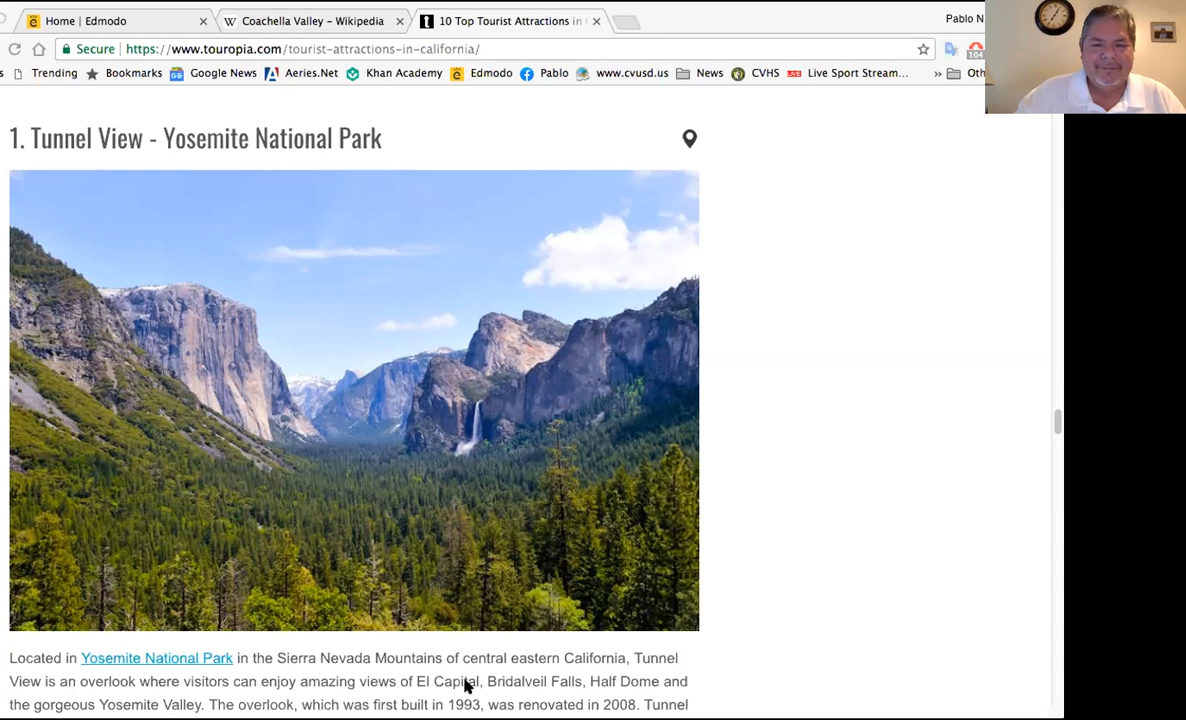 Home | Edmodo
Coachella Valley - Wikipedia
10 Top Tourist Attractions in
Pablo N
Secure https://www.touropia.com/tourist-attractions-in-california/
104
Trending Bookmarks Google News Aeries.Net Khan Academy Edmodo Pablo www.cvusd.us News CVHS LIVE Live Sport Stream... » Oth
1. Tunnel View - Yosemite National Park
Located in Yosemite National Park in the Sierra Nevada Mountains of central eastern California, Tunnel
View is an overlook where visitors can enjoy amazing views of El Capital, Bridalveil Falls, Half Dome and
the gorgeous Yosemite Valley. The overlook, which was first built in 1993, was renovated in 2008. Tunnel